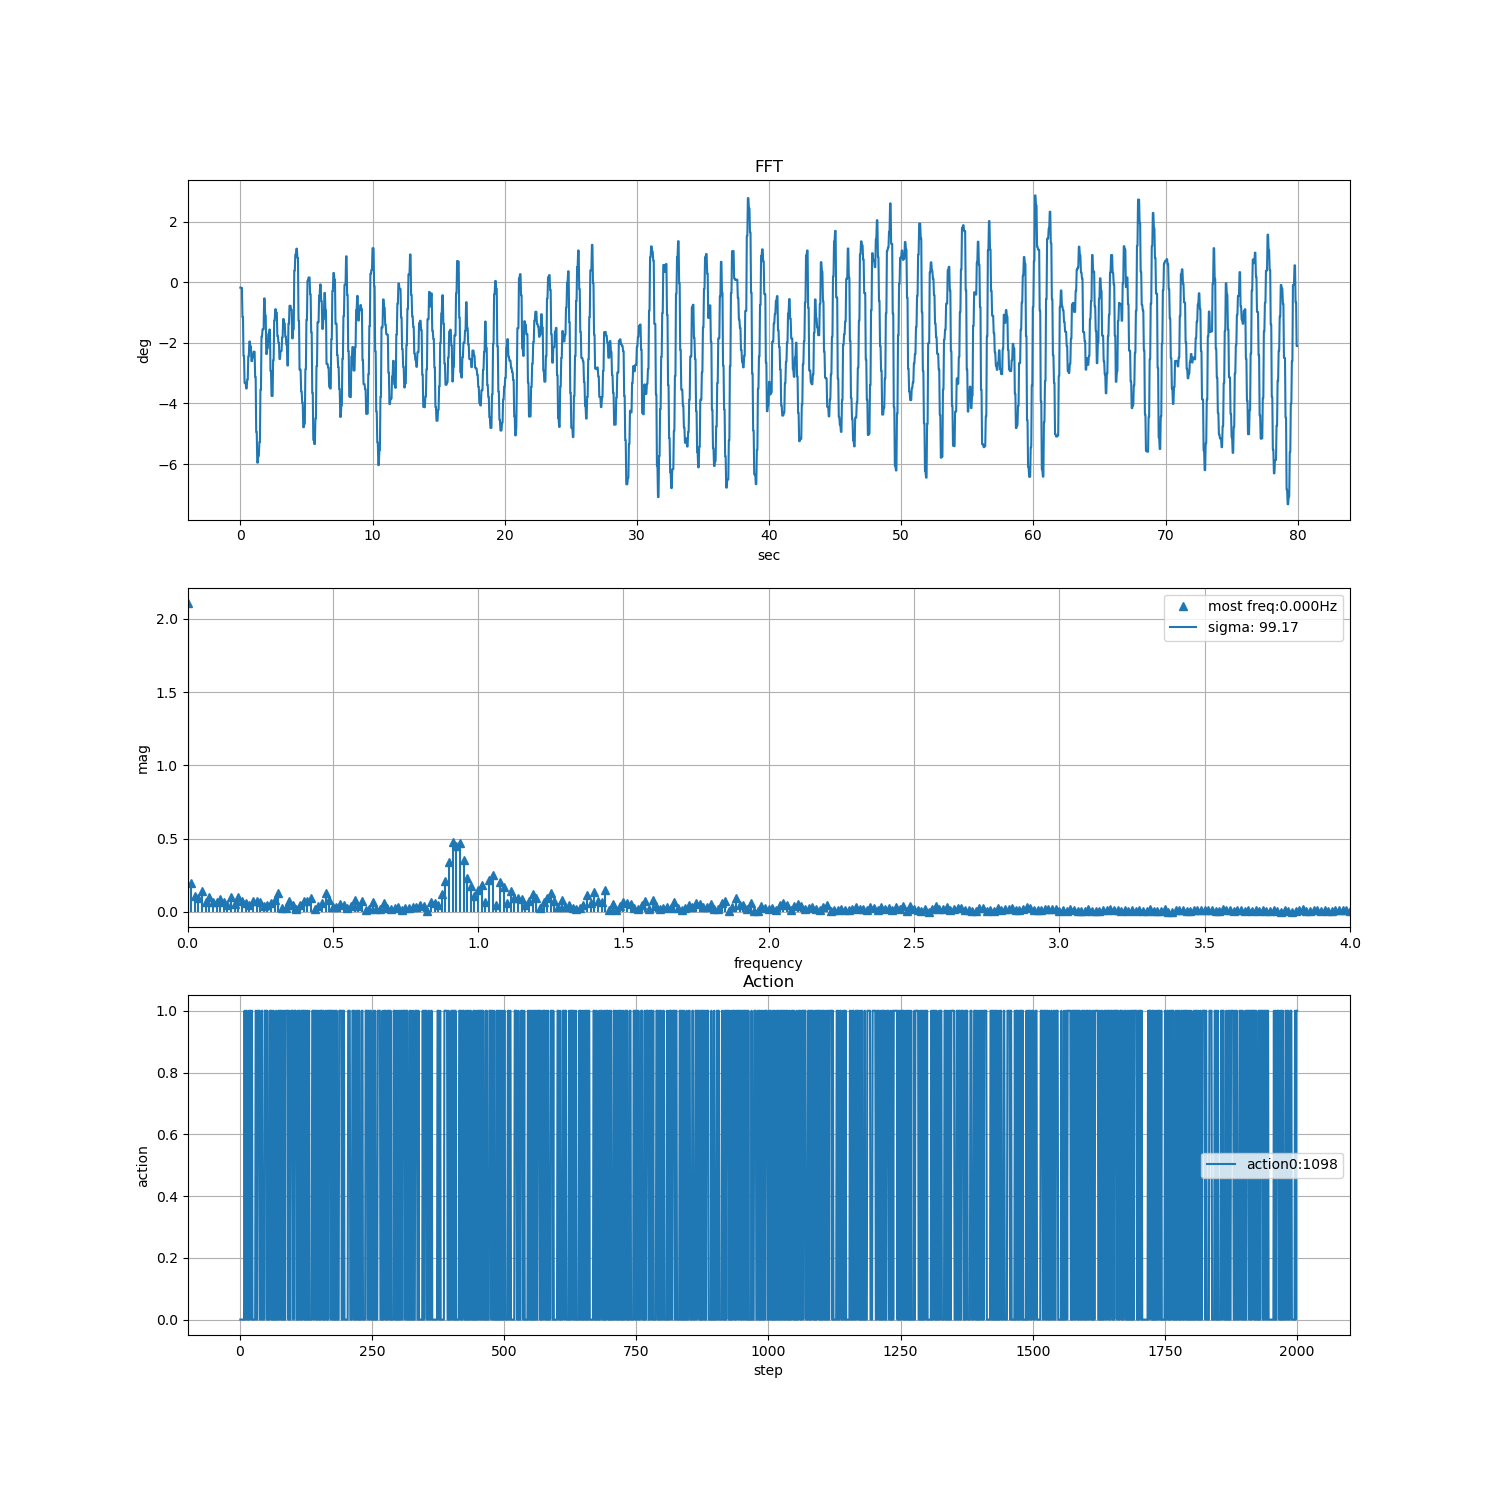 FFT
2
0
−2
−4
−6
deg
0 10 20 30 40 50 60 70 80
sec
2.0
1.5
1.0
0.5
0.0
mag
most freq:0.000Hz
sigma: 99.17
0.0 0.5 1.0 1.5 2.0 2.5 3.0 3.5 4.0
frequency
Action
1.0
0.8
0.6
0.4
0.2
0.0
action
action0:1098
0 250 500 750 1000 1250 1500 1750 2000
step